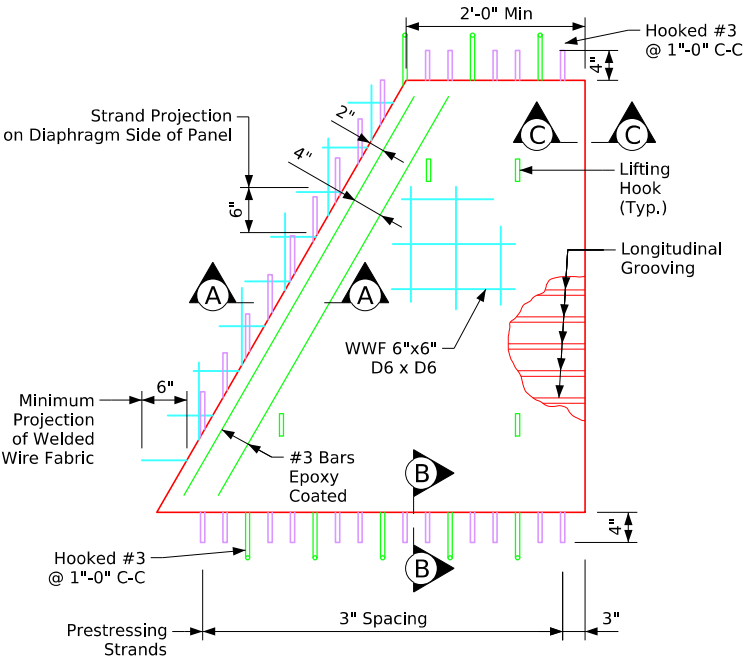 2'-0" Min
Hooked #3
@ 1"-0" C-C
4"
Strand Projection
on Diaphragm Side of Panel
2"
4"
6"
C
C
Lifting
Hook
(Typ.)
Longitudinal
Grooving
A
A
WWF 6"x6"
D6 x D6
6"
Minimum
Projection
of Welded
Wire Fabric
#3 Bars
Epoxy
Coated
B
4"
Hooked #3
@ 1"-0" C-C
B
3" Spacing
3"
Prestressing
Strands